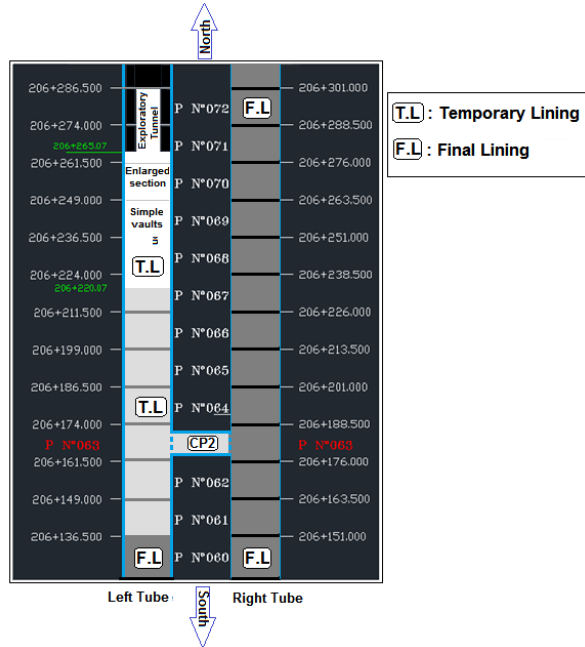 North
206+286.500
206+301.000
P N°072
F.L
T.L : Temporary Lining
F.L : Final Lining
Exploratory
Tunnel
206+274.000
206+288.500
206+265.07
P N°071
206+261.500
206+276.000
Enlarged
section
P N°070
206+249.000
206+263.500
Simple
vaults
P N°069
206+236.500
206+251.000
P N°068
T.L
206+224.000
206+238.500
206+220.07
P N°067
206+211.500
206+226.000
P N°066
206+199.000
206+213.500
P N°065
206+186.500
206+201.000
T.L
P N°064
206+174.000
206+188.500
P N°063
CP2
P N°063
206+161.500
206+176.000
P N°062
206+149.000
206+163.500
P N°061
206+136.500
206+151.000
F.L
P N°060
F.L
Left Tube
Right Tube
South